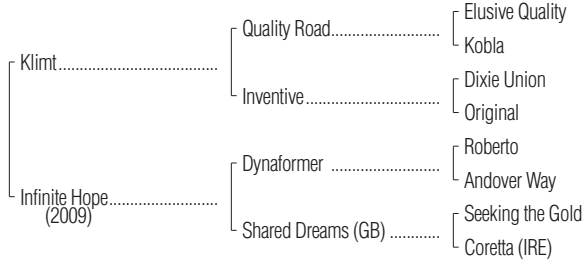 Elusive Quality
Quality Road
Kobla
Klimt
Dixie Union
Inventive
Original
Roberto
Dynaformer
Andover Way
Infinite Hope
(2009)
Seeking the Gold
Shared Dreams (GB)
Coretta (IRE)